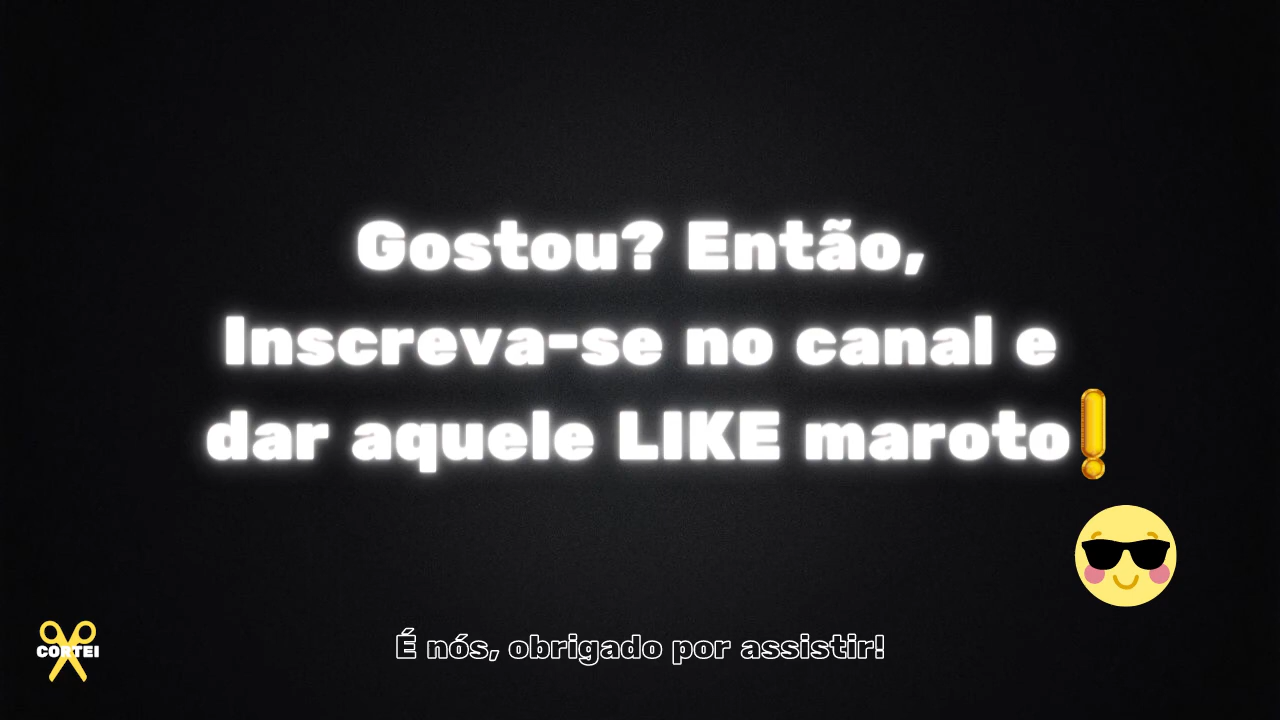 Gostou? Então,
Inscreva-se no canal e
dar aquele LIKE maroto!
É nós, obrigado por assistir!
CORTEI